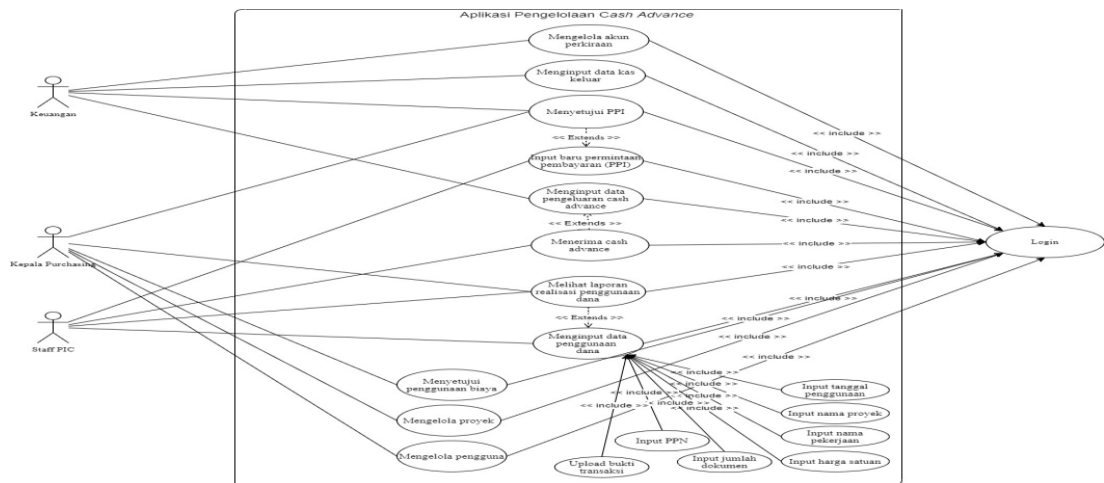 Aplikasi Pengelolaan Cash Advance
Mengelola akun
perkiraan
Menginput data kas
keluar
Keuangan
Menyetujui PPI
<< include >>
<< Extends >>
<< include >>
Input baru permintaan
pembayaran (PPI)
<< include >>
Menginput data
pengeluaran cash
advance
<< include >>
<< include >>
<< Extends >>
Menerima cash
advance
<< include >>
Login
Kepala Purchasing
<< include >>
Melihat laporan
realisasi penggunaan
dana
<< include >>
<< Extends >>
<< include >>
Menginput data
penggunaan
dana
<< include >>
Staff PIC
<< include >>
<< include >>
Menyetujui
penggunaan biaya
<< include >>
<< include >>
<< include >>
<< include >>
<< include >>
<< include >>
Input tanggal
penggunaan
Mengelola proyek
Input nama proyek
Input PPN
Input nama
pekerjaan
Mengelola pengguna
Upload bukti
transaksi
Input jumlah
dokumen
Input harga satuan